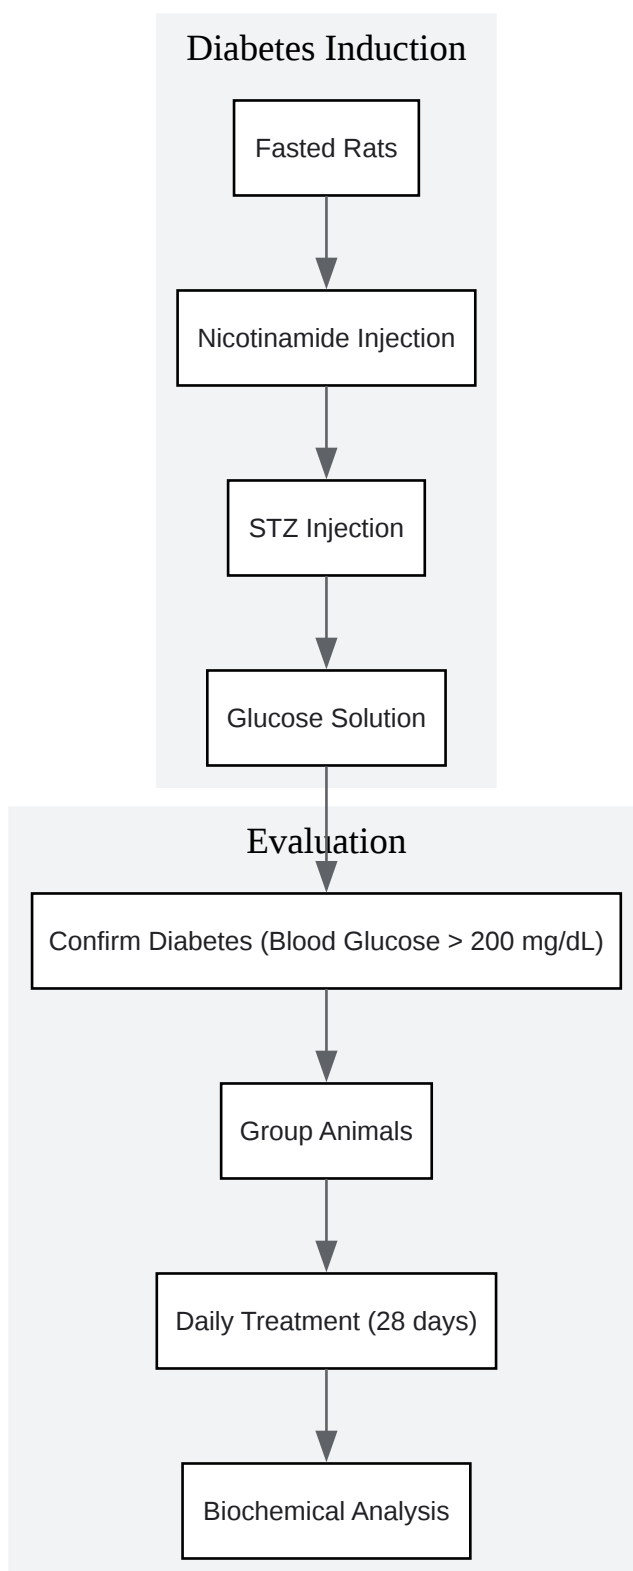 Diabetes Induction
Fasted Rats
Nicotinamide Injection
STZ Injection
Glucose Solution
Evaluation
Confirm Diabetes (Blood Glucose > 200 mg/dL)
Group Animals
Daily Treatment (28 days)
Biochemical Analysis